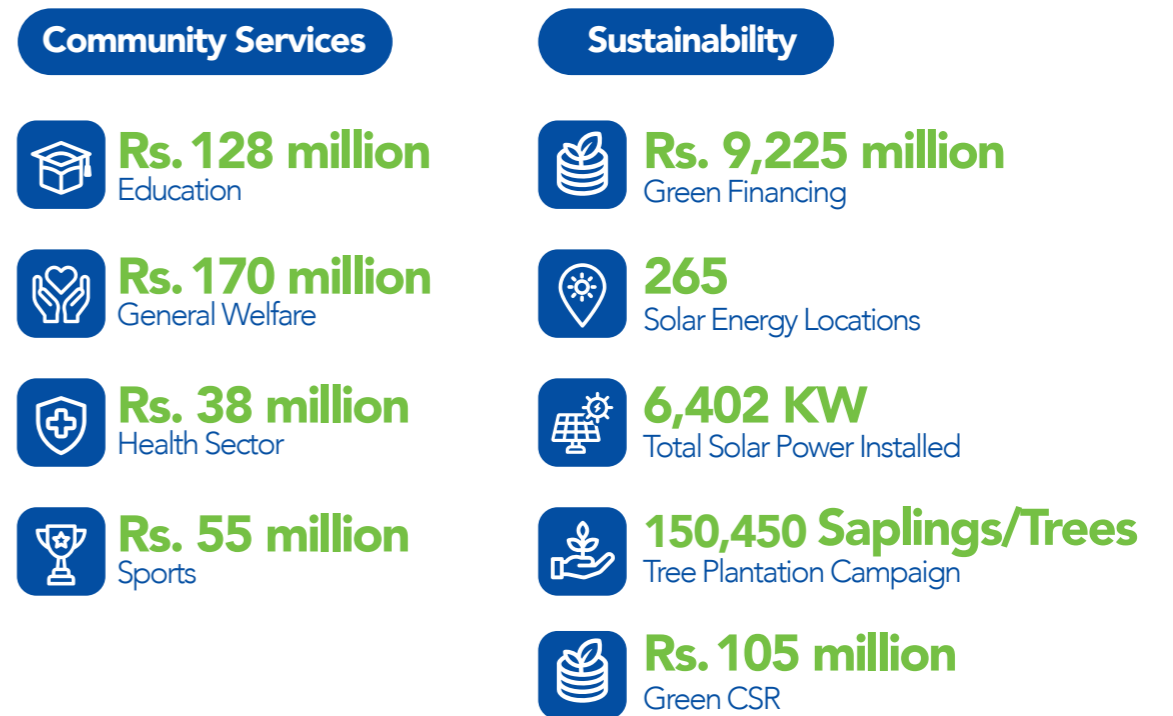 Community Services
Rs. 128 million
Education
Rs. 170 million
General Welfare
Rs. 38 million
Health Sector
Rs. 55 million
Sports
Sustainability
Rs. 9,225 million
Green Financing
265
Solar Energy Locations
6,402 KW
Total Solar Power Installed
150,450 Saplings/Trees
Tree Plantation Campaign
Rs. 105 million
Green CSR